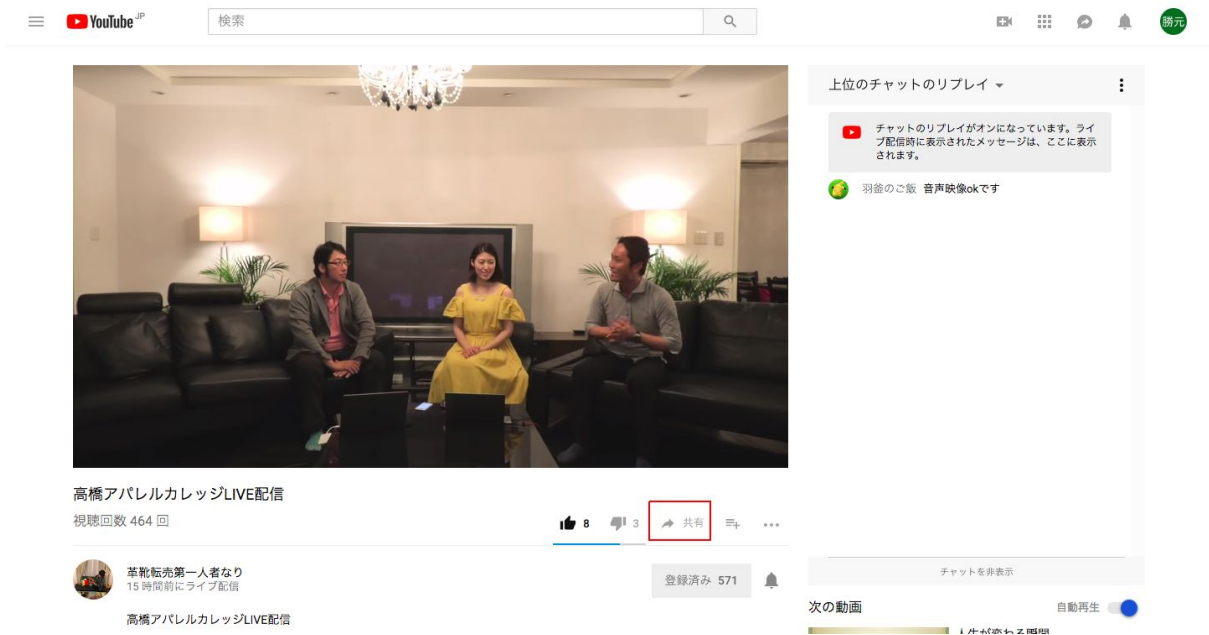 YouTube JP
検索
勝元
上位のチャットのリプレイ
チャットのリプレイがオンになっています。ライ
ブ配信時に表示されたメッセージは、ここに表示
されます。
羽釜のご飯 音声映像okです
高橋アパレルカレッジLIVE配信
視聴回数 464 回
8
3
共有
革靴転売第一人者なり
15 時間前にライブ配信
登録済み 571
高橋アパレルカレッジLIVE配信
チャットを非表示
次の動画
自動再生
人生が変わる瞬間